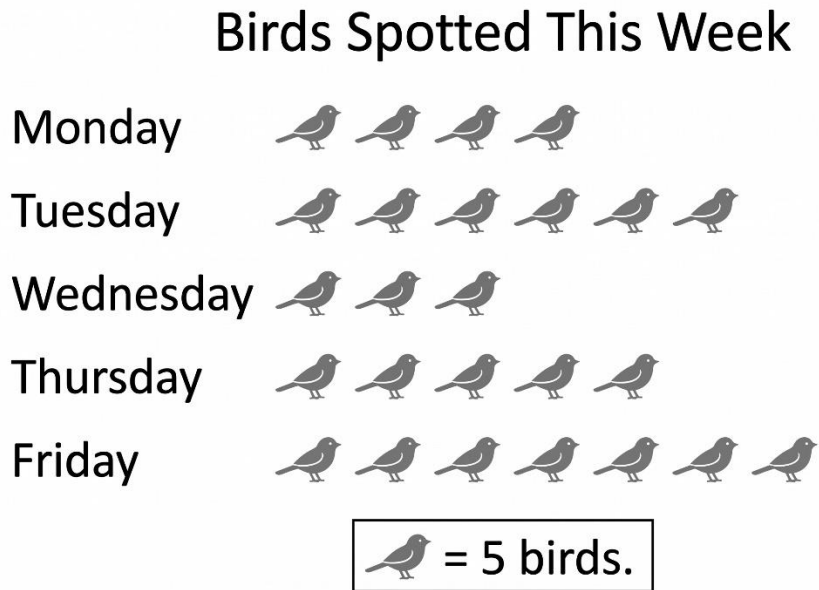 Birds Spotted This Week
Monday
Tuesday
Wednesday
Thursday
Friday
= 5 birds.